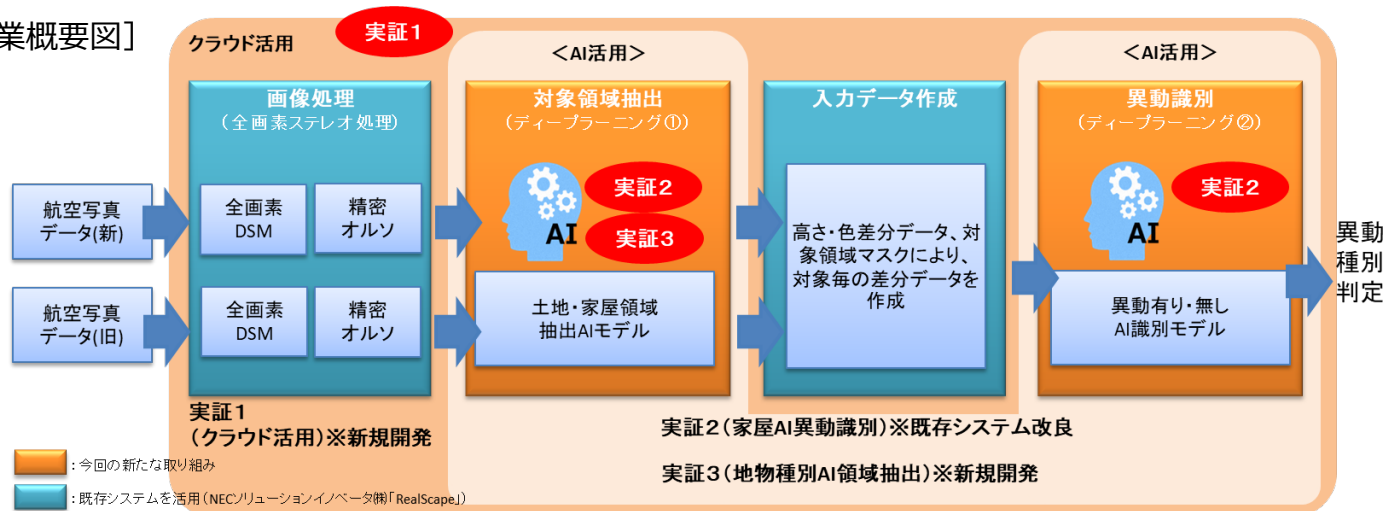 業概要図］
クラウド活用
実証１
＜AI活用＞
＜AI活用＞
画像処理
（全画素ステレオ処理）
対象領域抽出
（ディープラーニング①）
入力データ作成
異動識別
（ディープラーニング②）
航空写真
データ(新)
全画素
DSM
精密
オルソ
AI
実証２
実証３
高さ・色差分データ、対
象領域マスクにより、
対象毎の差分データを
作成
AI
実証２
異動
種別
判定
航空写真
データ(旧)
全画素
DSM
精密
オルソ
土地・家屋領域
抽出AIモデル
異動有り・無し
AI識別モデル
実証１
（クラウド活用）※新規開発
実証２（家屋AI異動識別）※既存システム改良
実証３（地物種別AI領域抽出）※新規開発
：今回の新たな取り組み
：既存システムを活用（NECソリューションイノベータ㈱「RealScape」）